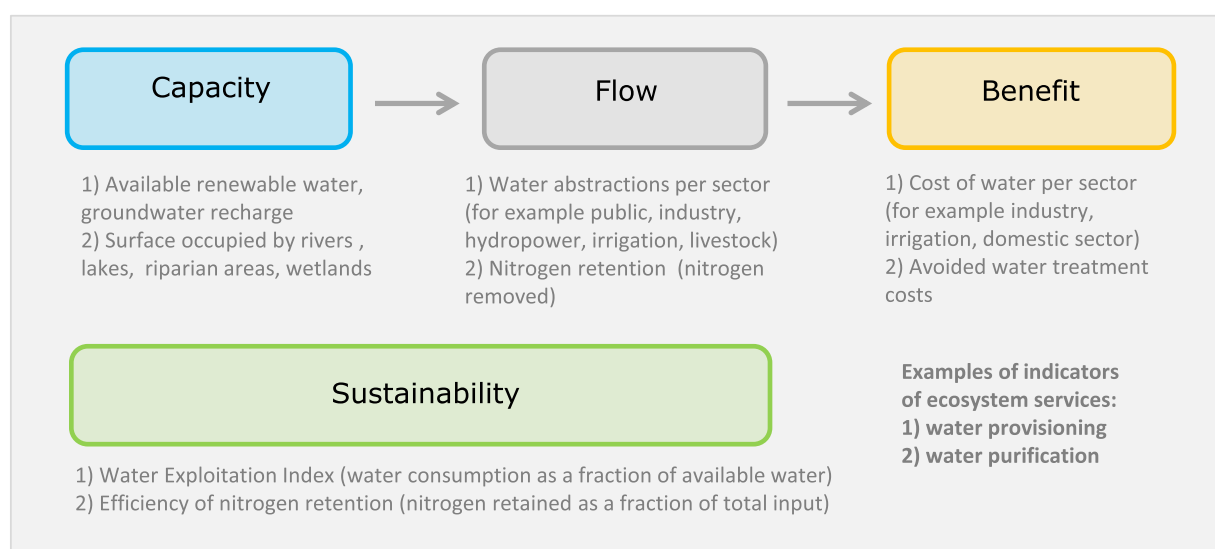 Capacity
Flow
Benefit
1) Available renewable water,
groundwater recharge
2) Surface occupied by rivers ,
lakes,  riparian areas, wetlands
1) Water abstractions per sector
(for example public, industry,
hydropower, irrigation, livestock)
2) Nitrogen retention  (nitrogen
removed)
1) Cost of water per sector
(for example industry,
irrigation, domestic sector)
2) Avoided water treatment
costs
Sustainability
1) Water Exploitation Index (water consumption as a fraction of available water)
2) Efficiency of nitrogen retention (nitrogen retained as a fraction of total input)
Examples of indicators
of ecosystem services:
1) water provisioning
2) water purification